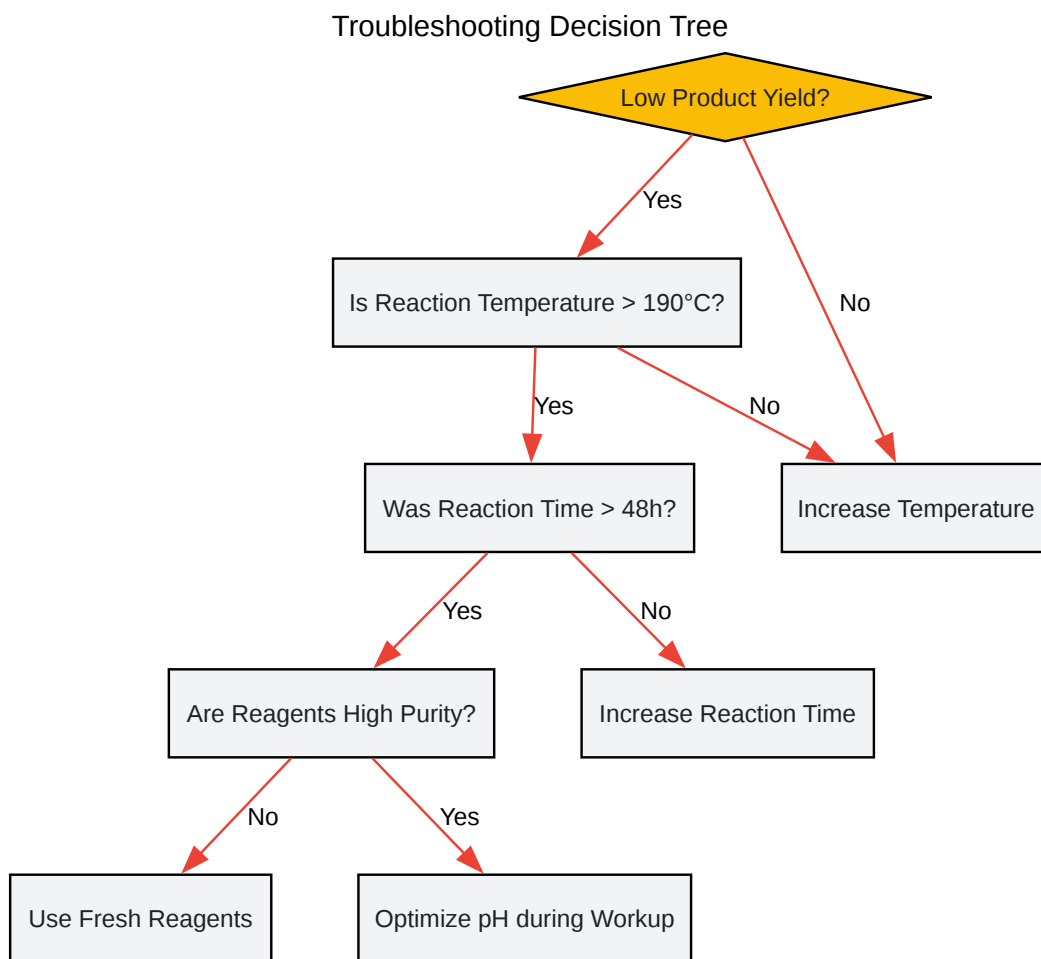 Troubleshooting Decision Tree
Low Product Yield?
Yes
Is Reaction Temperature > 190°C?
No
Yes
No
Was Reaction Time > 48h?
Increase Temperature
Yes
No
Are Reagents High Purity?
Increase Reaction Time
No
Yes
Use Fresh Reagents
Optimize pH during Workup